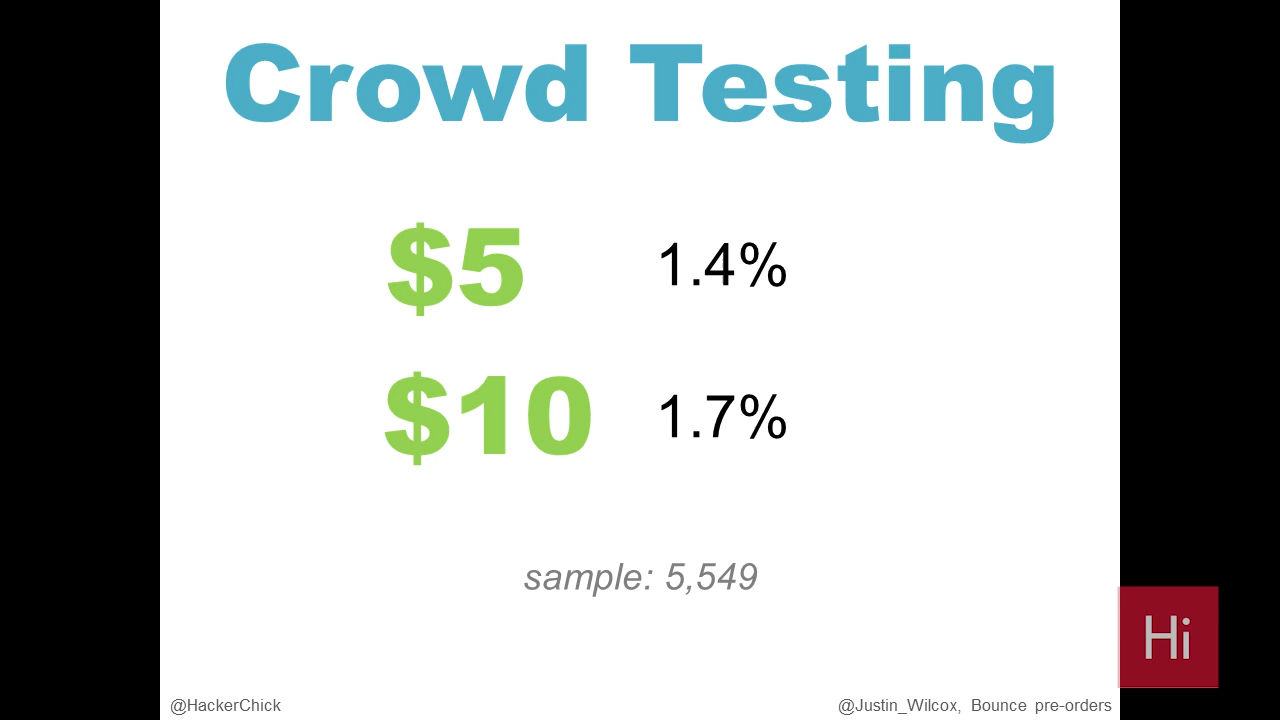 Crowd Testing
$5 1.4%
$10 1.7%
sample: 5,549
Hi
@HackerChick @Justin_Wilcox, Bounce pre-orders